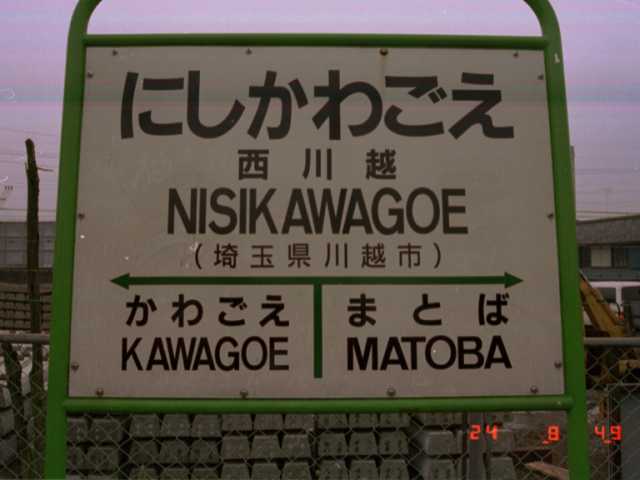 にしかわごえ
西川越
NISIKAWAGOE
(埼玉県川越市)
かわごえ まとば
KAWAGOE MATOBA
24 8 49